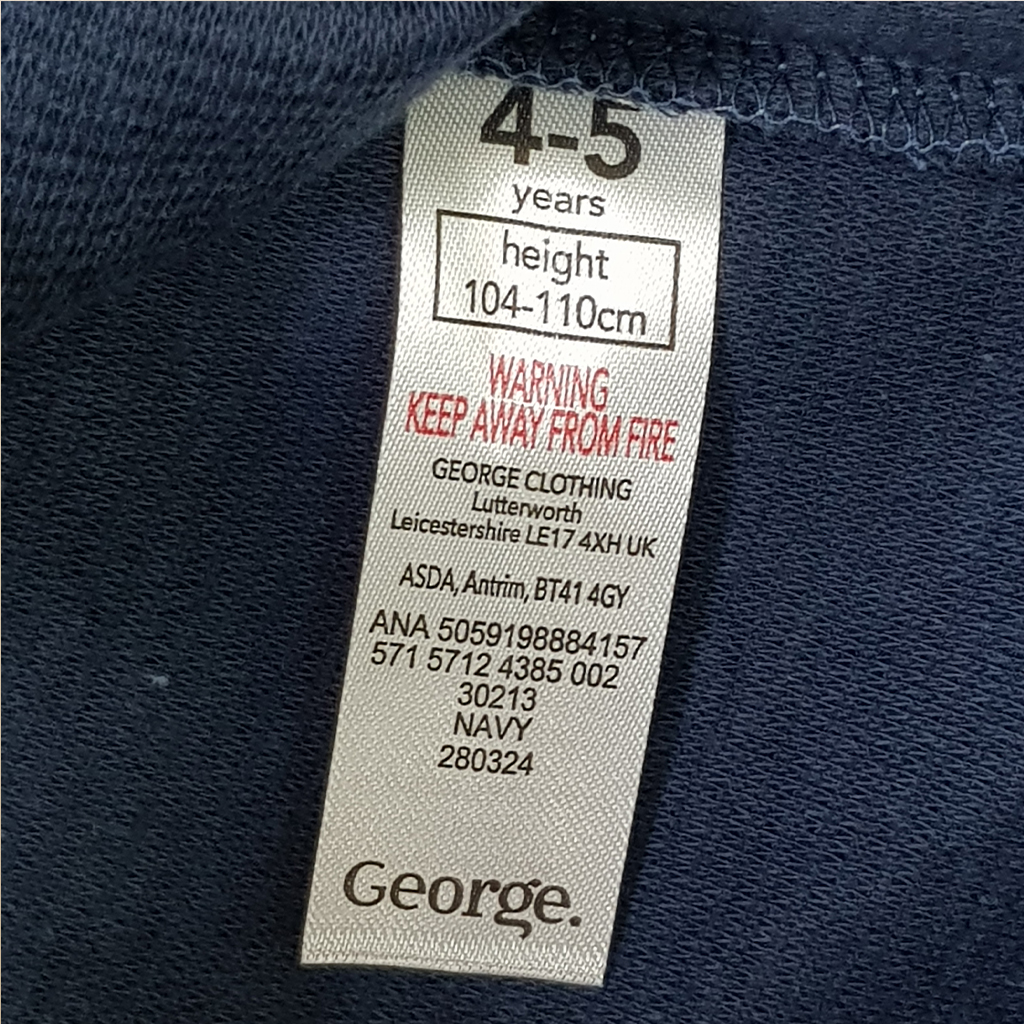 4-5
years
height
104-110cm
WARNING
KEEP AWAY FROM FIRE
GEORGE CLOTHING
Lutterworth
Leicestershire LE17 4XH UK
ASDA, Antrim, BT41 4GY
ANA 5059198884157
571 5712 4385 002
30213
NAVY
280324
George.